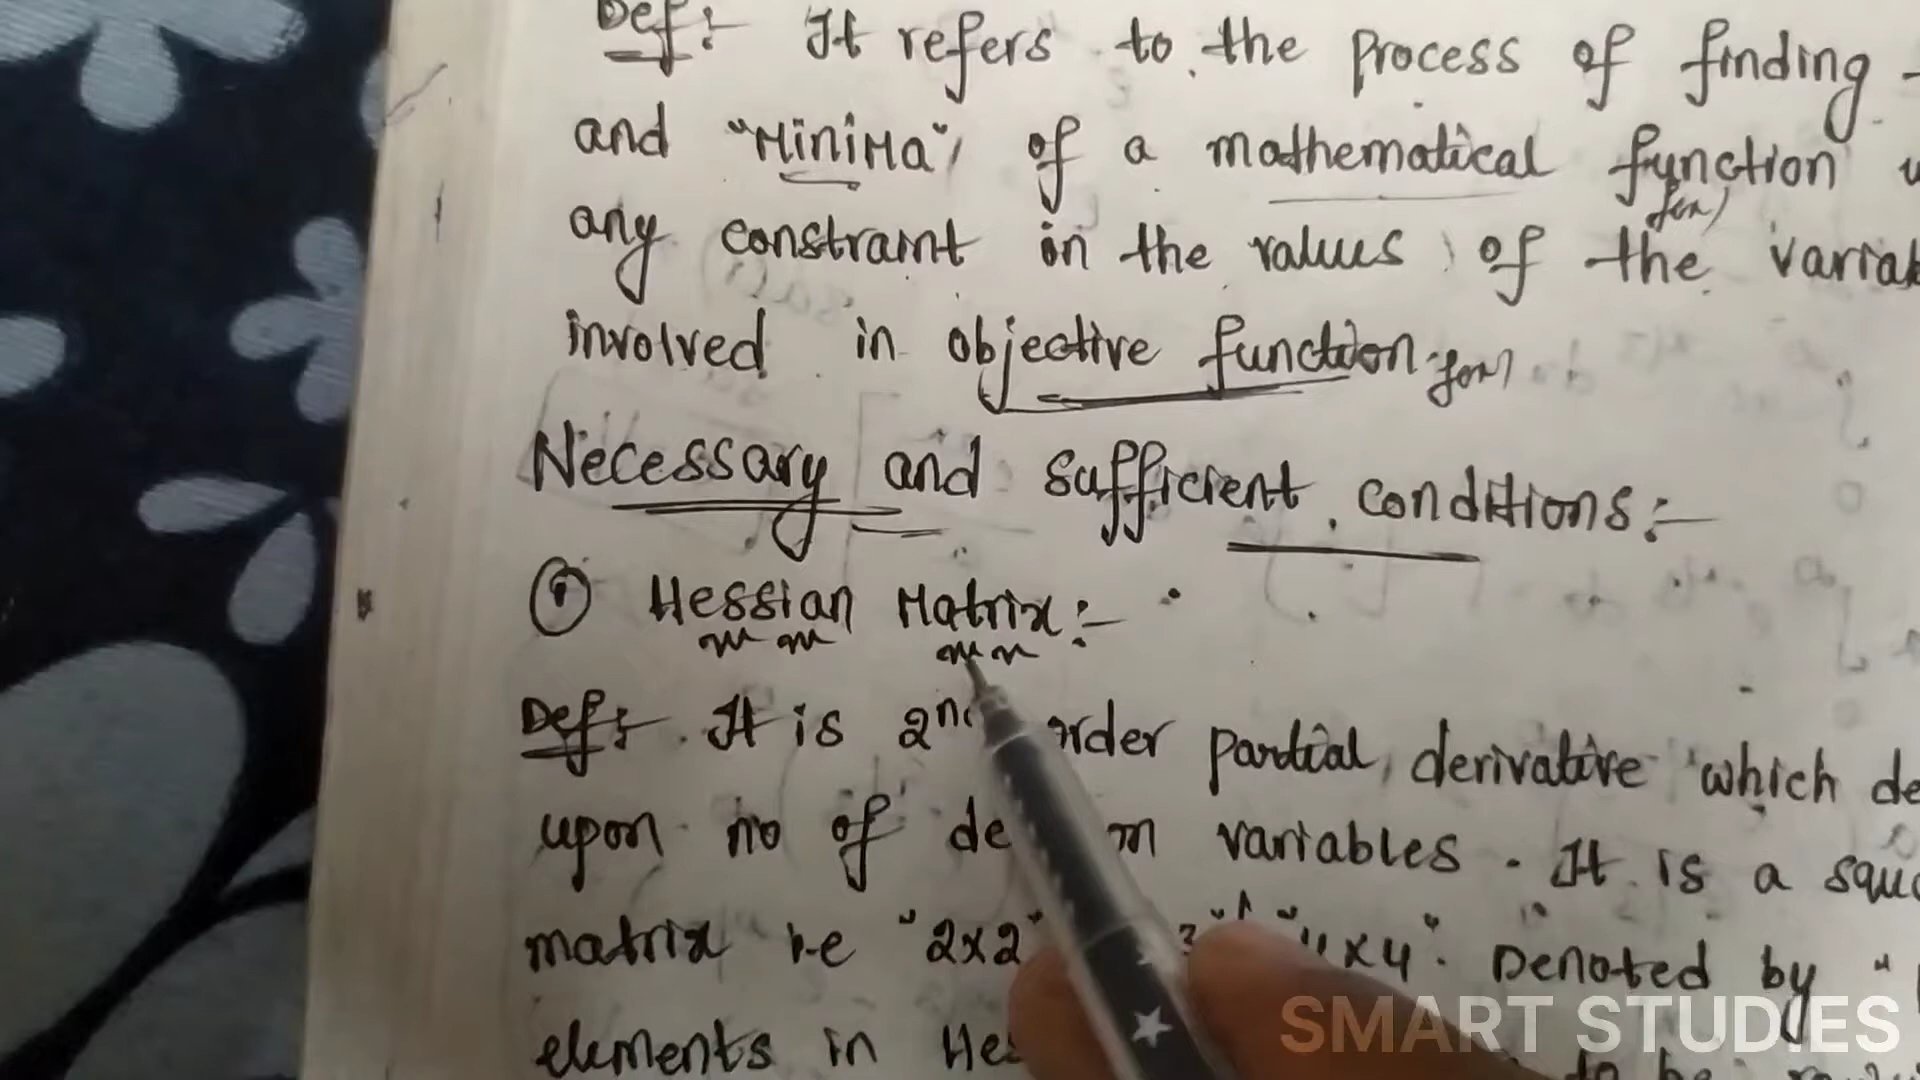 Def:- It refers to the process of finding
and "MiniMa", of a mathematical function
any constraint in the values of the
involved in objective function.
Necessary and sufficient conditions:-
① Hessian Matrix:-
Def:- It is 2nd order partial derivative which
upon no of variables. It is a
matrix i.e "2x2" "4x4". Denoted by "
elements in
SMART STUDIES